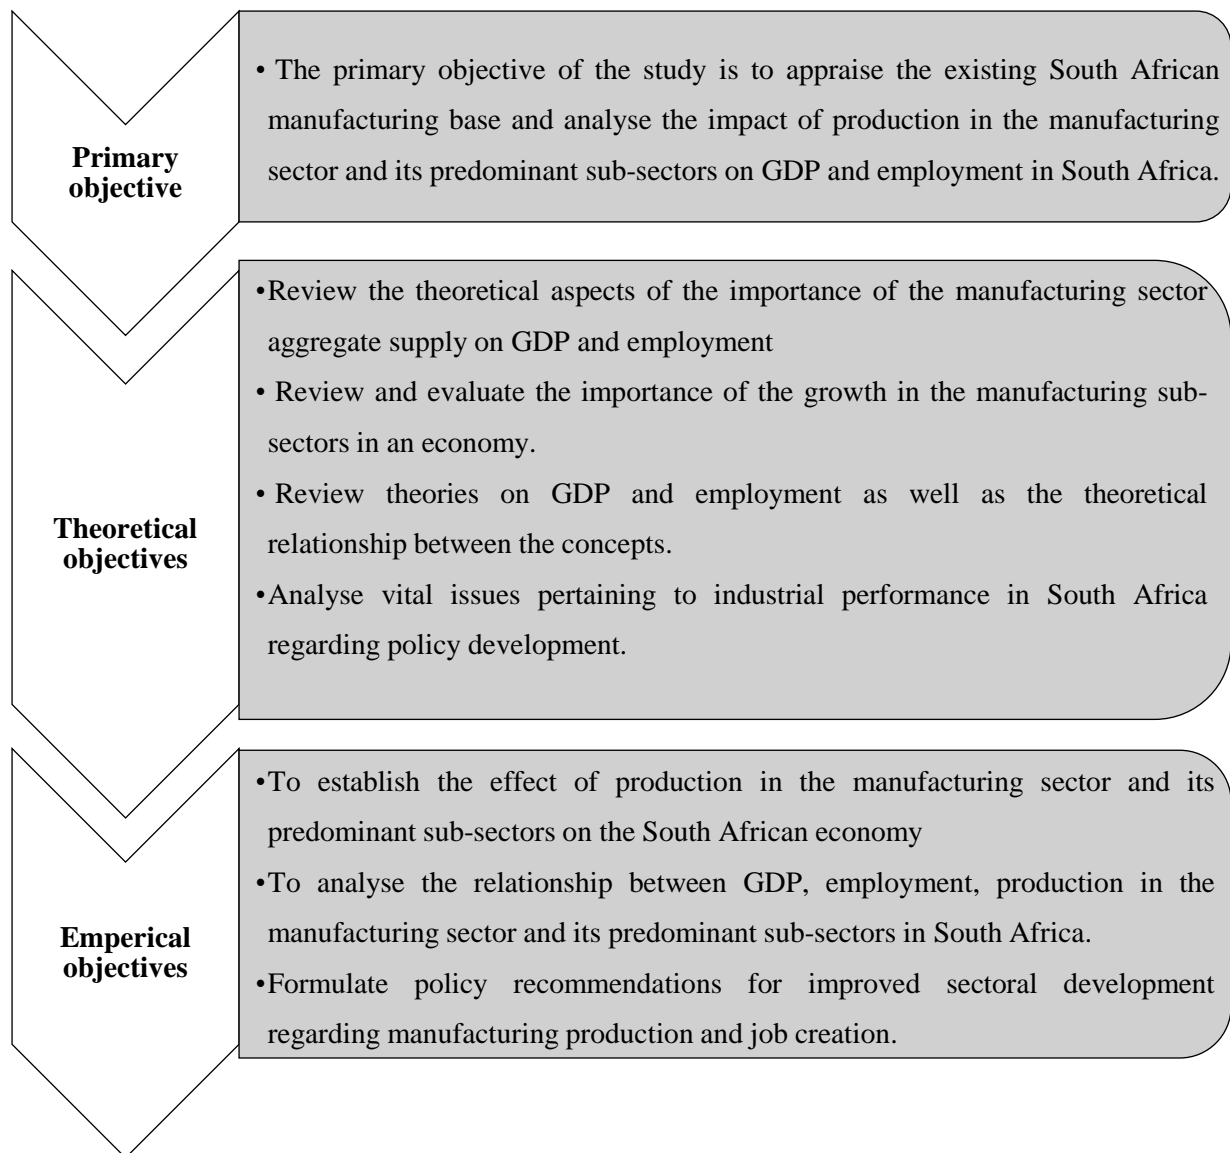 Primary
objective
• The primary objective of the study is to appraise the existing South African
manufacturing base and analyse the impact of production in the manufacturing
sector and its predominant sub-sectors on GDP and employment in South Africa.
Theoretical
objectives
•Review the theoretical aspects of the importance of the manufacturing sector
aggregate supply on GDP and employment
• Review and evaluate the importance of the growth in the manufacturing sub-
sectors in an economy.
• Review theories on GDP and employment as well as the theoretical
relationship between the concepts.
•Analyse vital issues pertaining to industrial performance in South Africa
regarding policy development.
Emperical
objectives
•To establish the effect of production in the manufacturing sector and its
predominant sub-sectors on the South African economy
•To analyse the relationship between GDP, employment, production in the
manufacturing sector and its predominant sub-sectors in South Africa.
•Formulate policy recommendations for improved sectoral development
regarding manufacturing production and job creation.